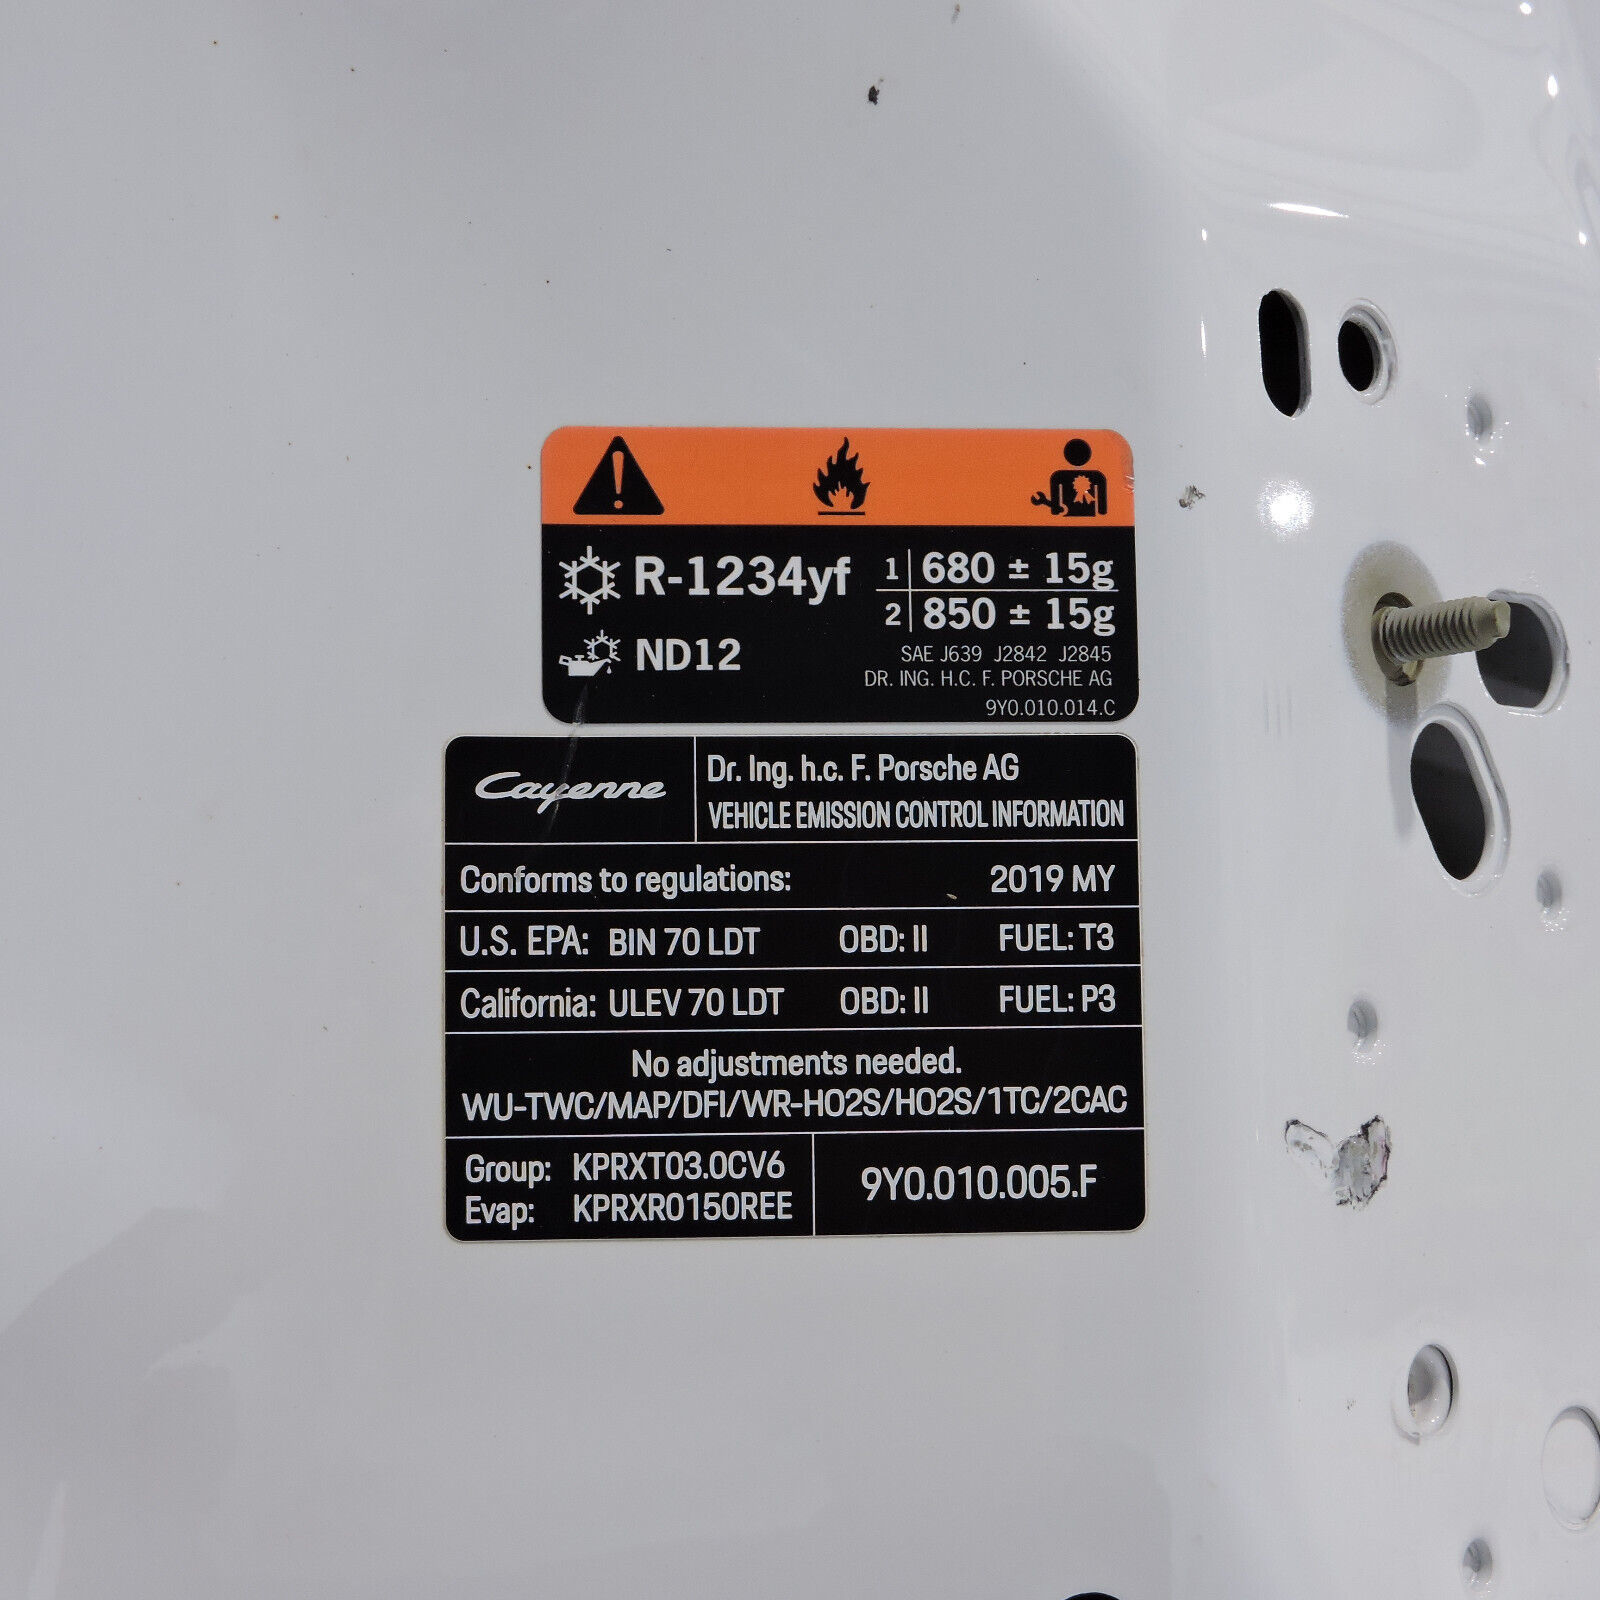 R-1234yf
1 680 ± 15g
2 850 ± 15g
ND12
SAE J639 J2842 J2845
DR. ING. H.C. F. PORSCHE AG
9Y0.010.014.C
Cayenne
Dr. Ing. h.c. F. Porsche AG
VEHICLE EMISSION CONTROL INFORMATION
Conforms to regulations: 2019 MY
U.S. EPA: BIN 70 LDT OBD: II FUEL: T3
California: ULEV 70 LDT OBD: II FUEL: P3
No adjustments needed.
WU-TWC/MAP/DFI/WR-HO2S/HO2S/1TC/2CAC
Group: KPRXT03.0CV6
Evap: KPRXR0150REE
9Y0.010.005.F